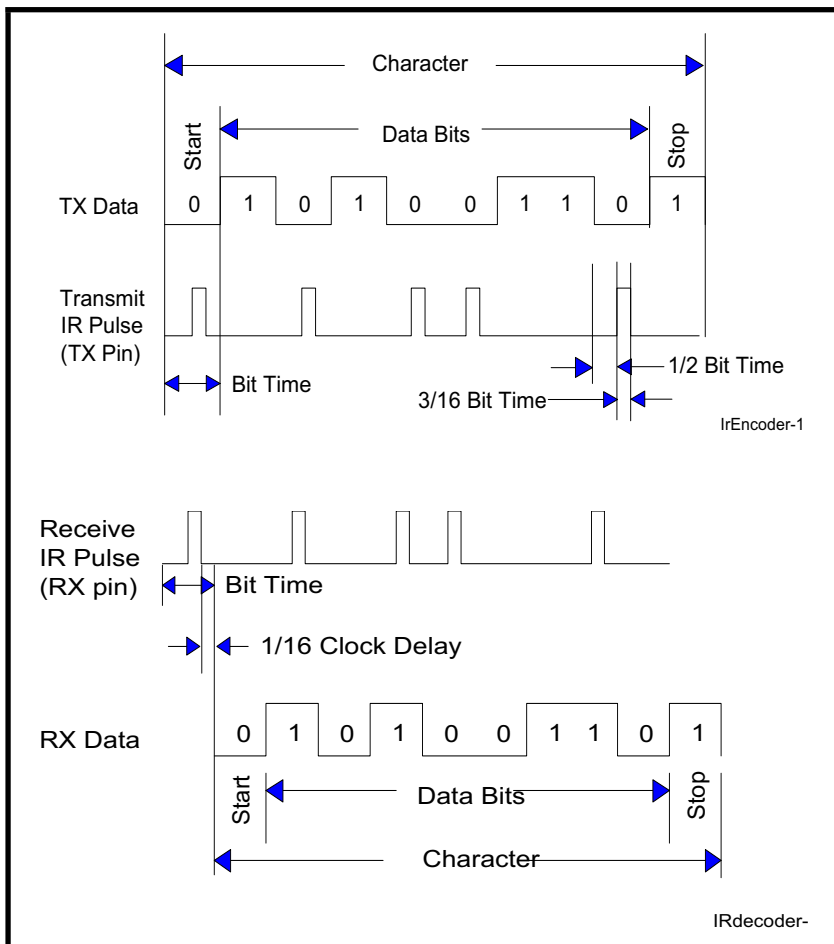 Character
Start
Data Bits
Stop
TX Data
0 1 0 1 0 0 1 1 0 1
Transmit
IR Pulse
(TX Pin)
Bit Time
1/2 Bit Time
3/16 Bit Time
IrEncoder-1
Receive
IR Pulse
(RX pin)
Bit Time
1/16 Clock Delay
RX Data
0 1 0 1 0 0 1 1 0 1
Start
Data Bits
Stop
Character
IRdecoder-